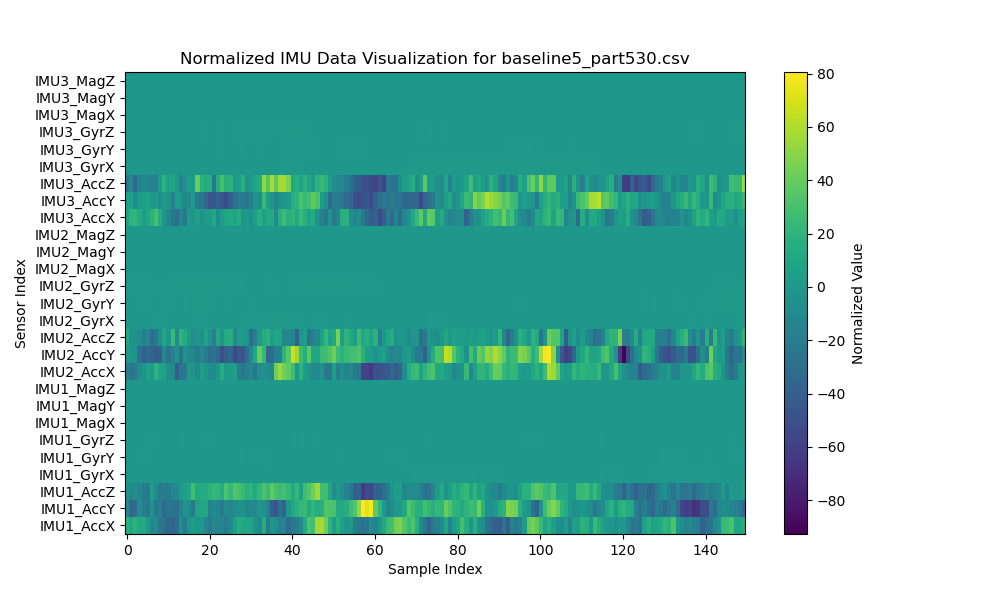 Normalized IMU Data Visualization for baseline5_part530.csv
IMU3_MagZ
IMU3_MagY
IMU3_MagX
IMU3_GyrZ
IMU3_GyrY
IMU3_GyrX
IMU3_AccZ
IMU3_AccY
IMU3_AccX
IMU2_MagZ
IMU2_MagY
IMU2_MagX
IMU2_GyrZ
IMU2_GyrY
IMU2_GyrX
IMU2_AccZ
IMU2_AccY
IMU2_AccX
IMU1_MagZ
IMU1_MagY
IMU1_MagX
IMU1_GyrZ
IMU1_GyrY
IMU1_GyrX
IMU1_AccZ
IMU1_AccY
IMU1_AccX
Sensor Index
0 20 40 60 80 100 120 140
Sample Index
80
60
40
20
0
−20
−40
−60
−80
Normalized Value